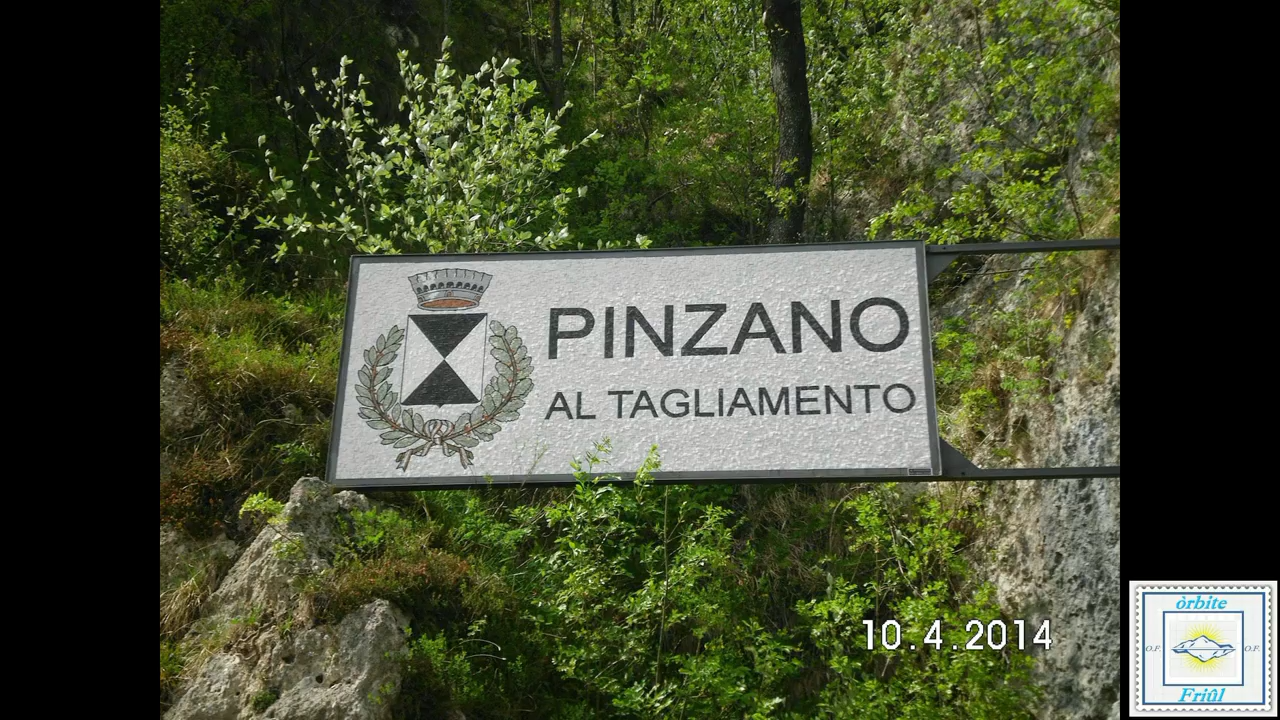 PINZANO
AL TAGLIAMENTO
10.4.2014
òrbite
O.F. O.F.
Friûl